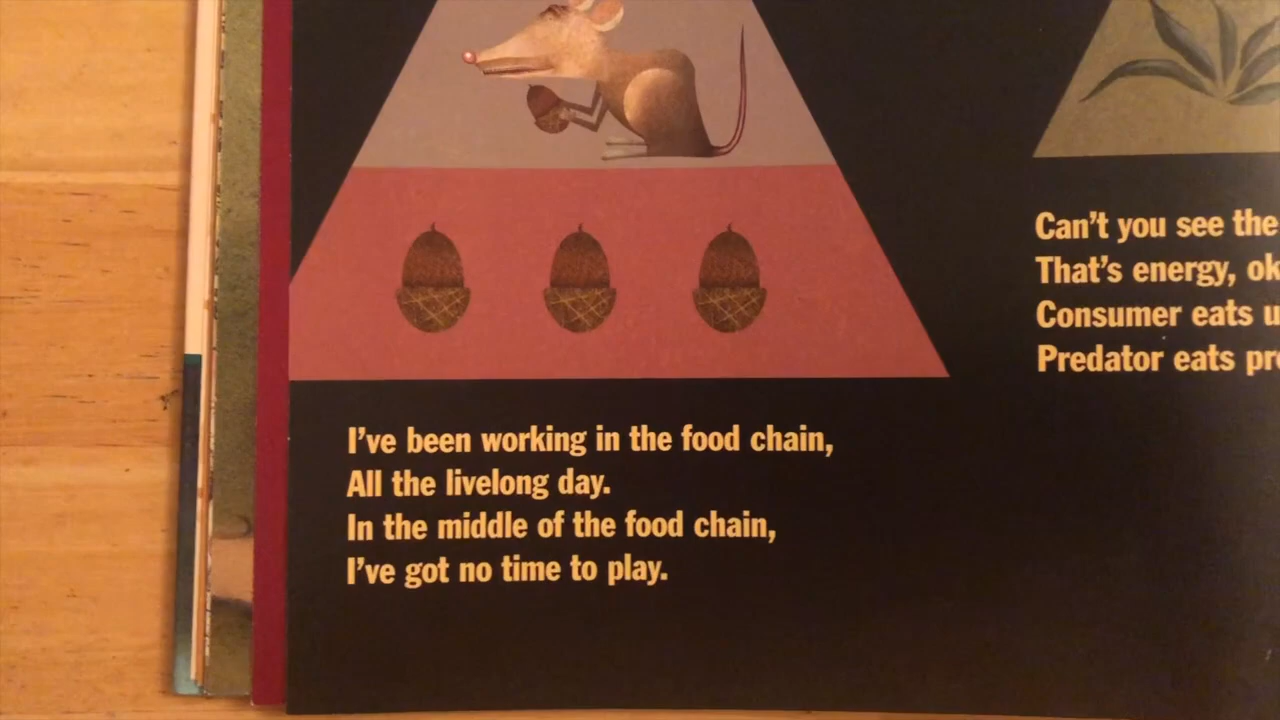 I've been working in the food chain,
All the livelong day.
In the middle of the food chain,
I've got no time to play.
Can't you see the
That's energy,
Consumer eats
Predator eats